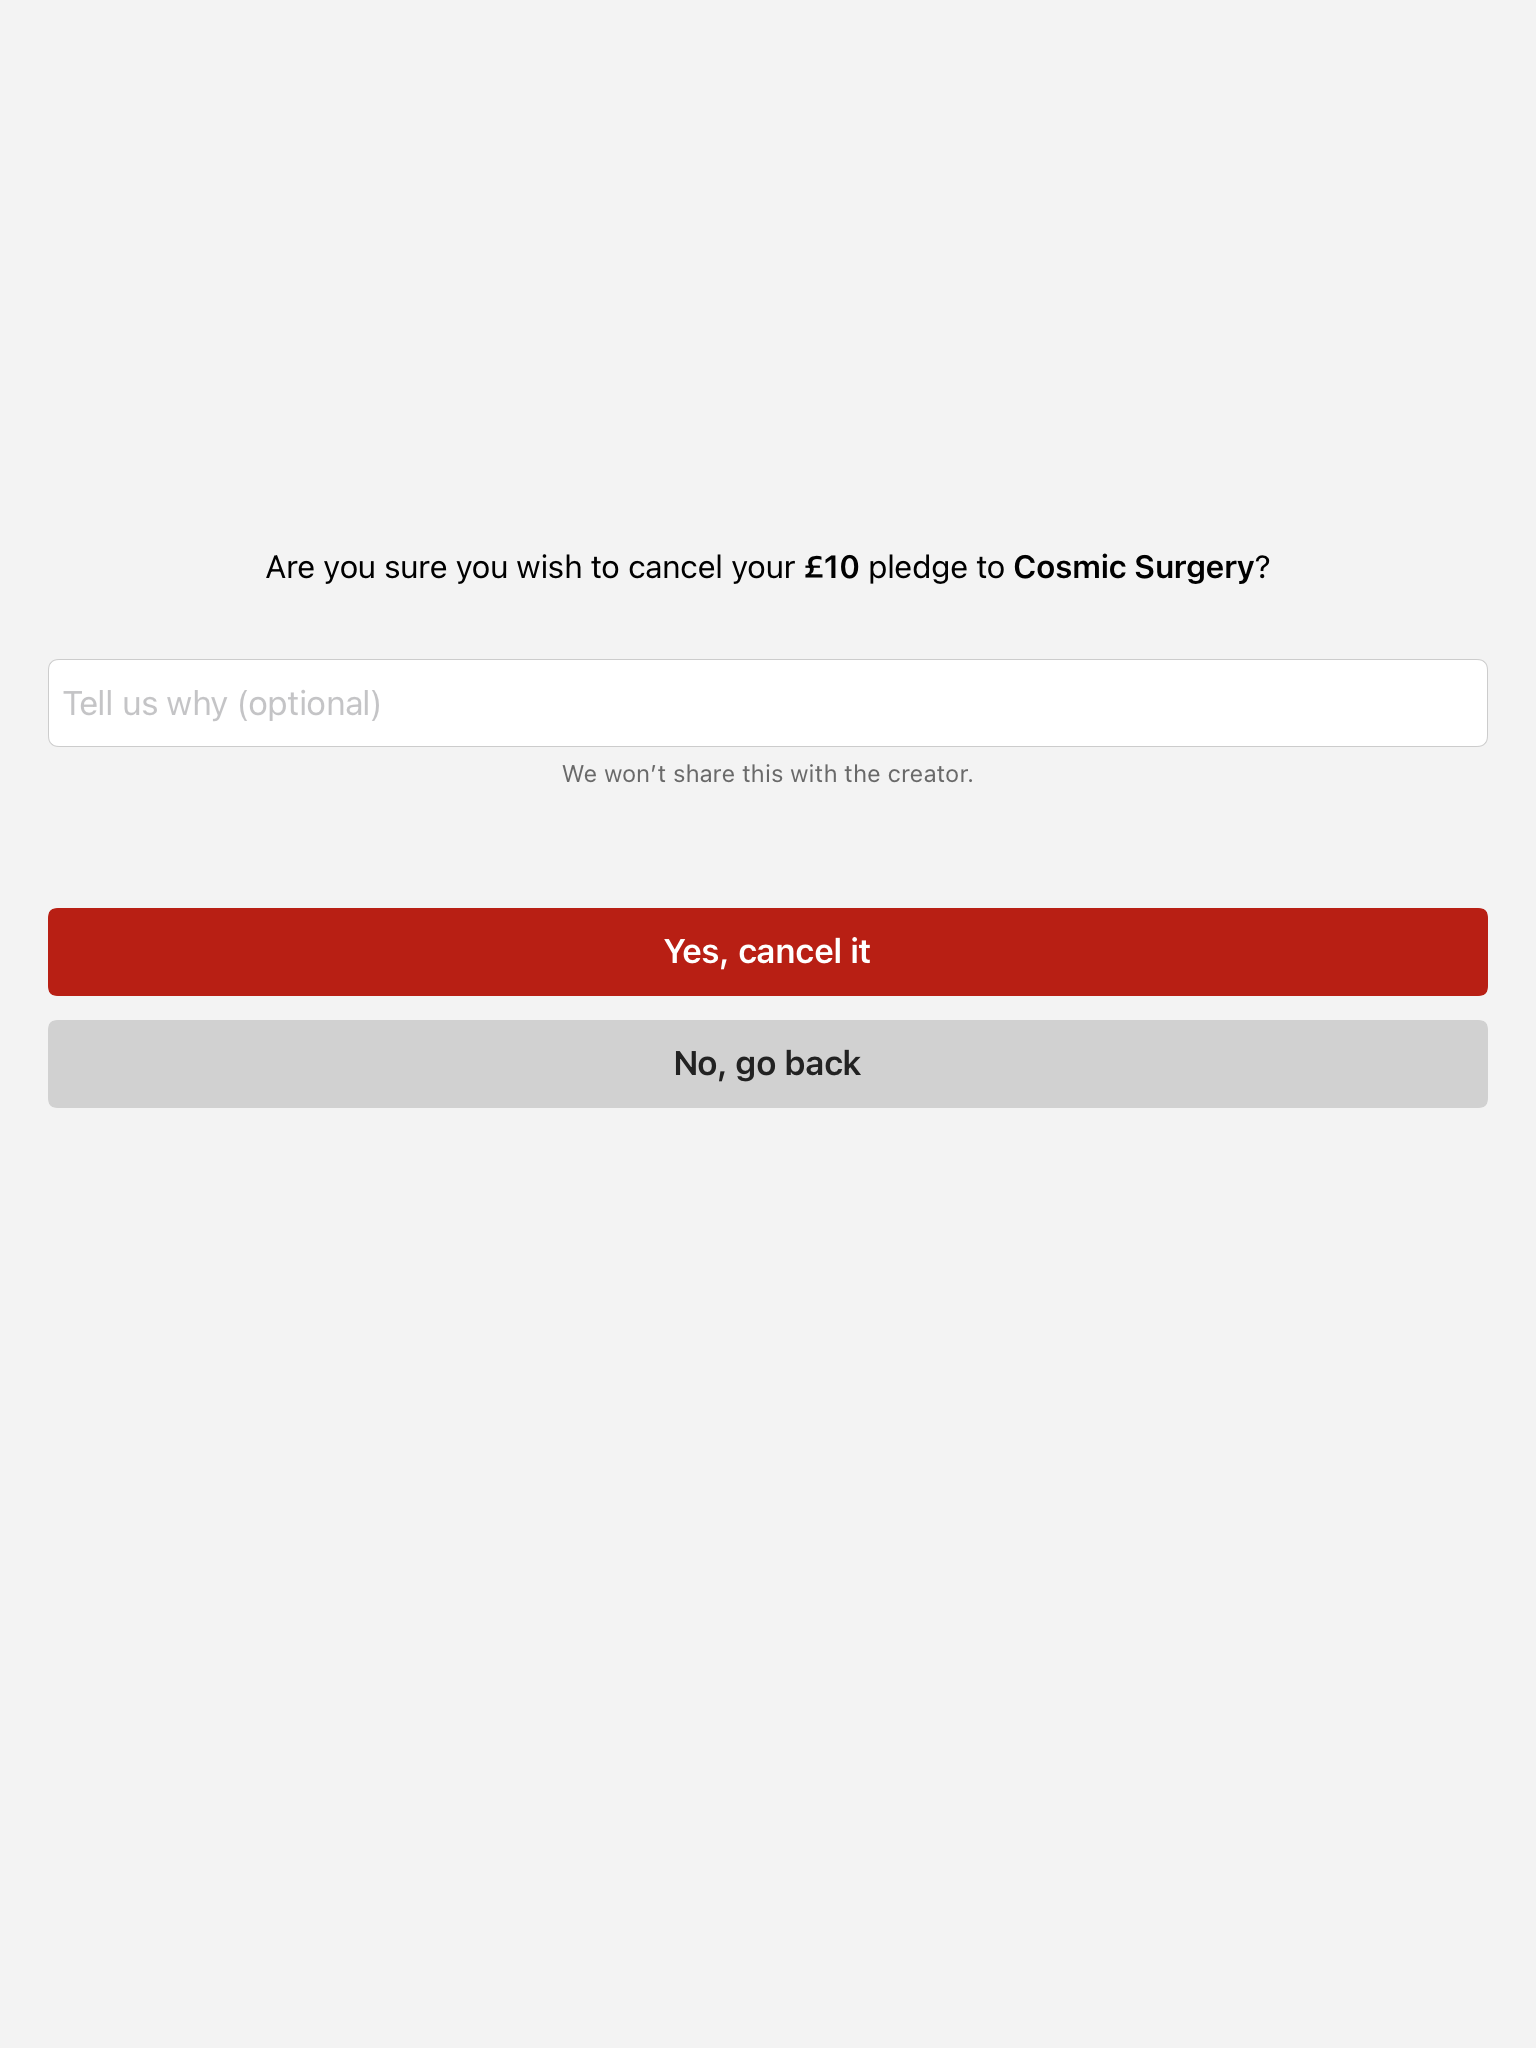 Are you sure you wish to cancel your £10 pledge to Cosmic Surgery?
Tell us why (optional)
We won’t share this with the creator.
Yes, cancel it
No, go back